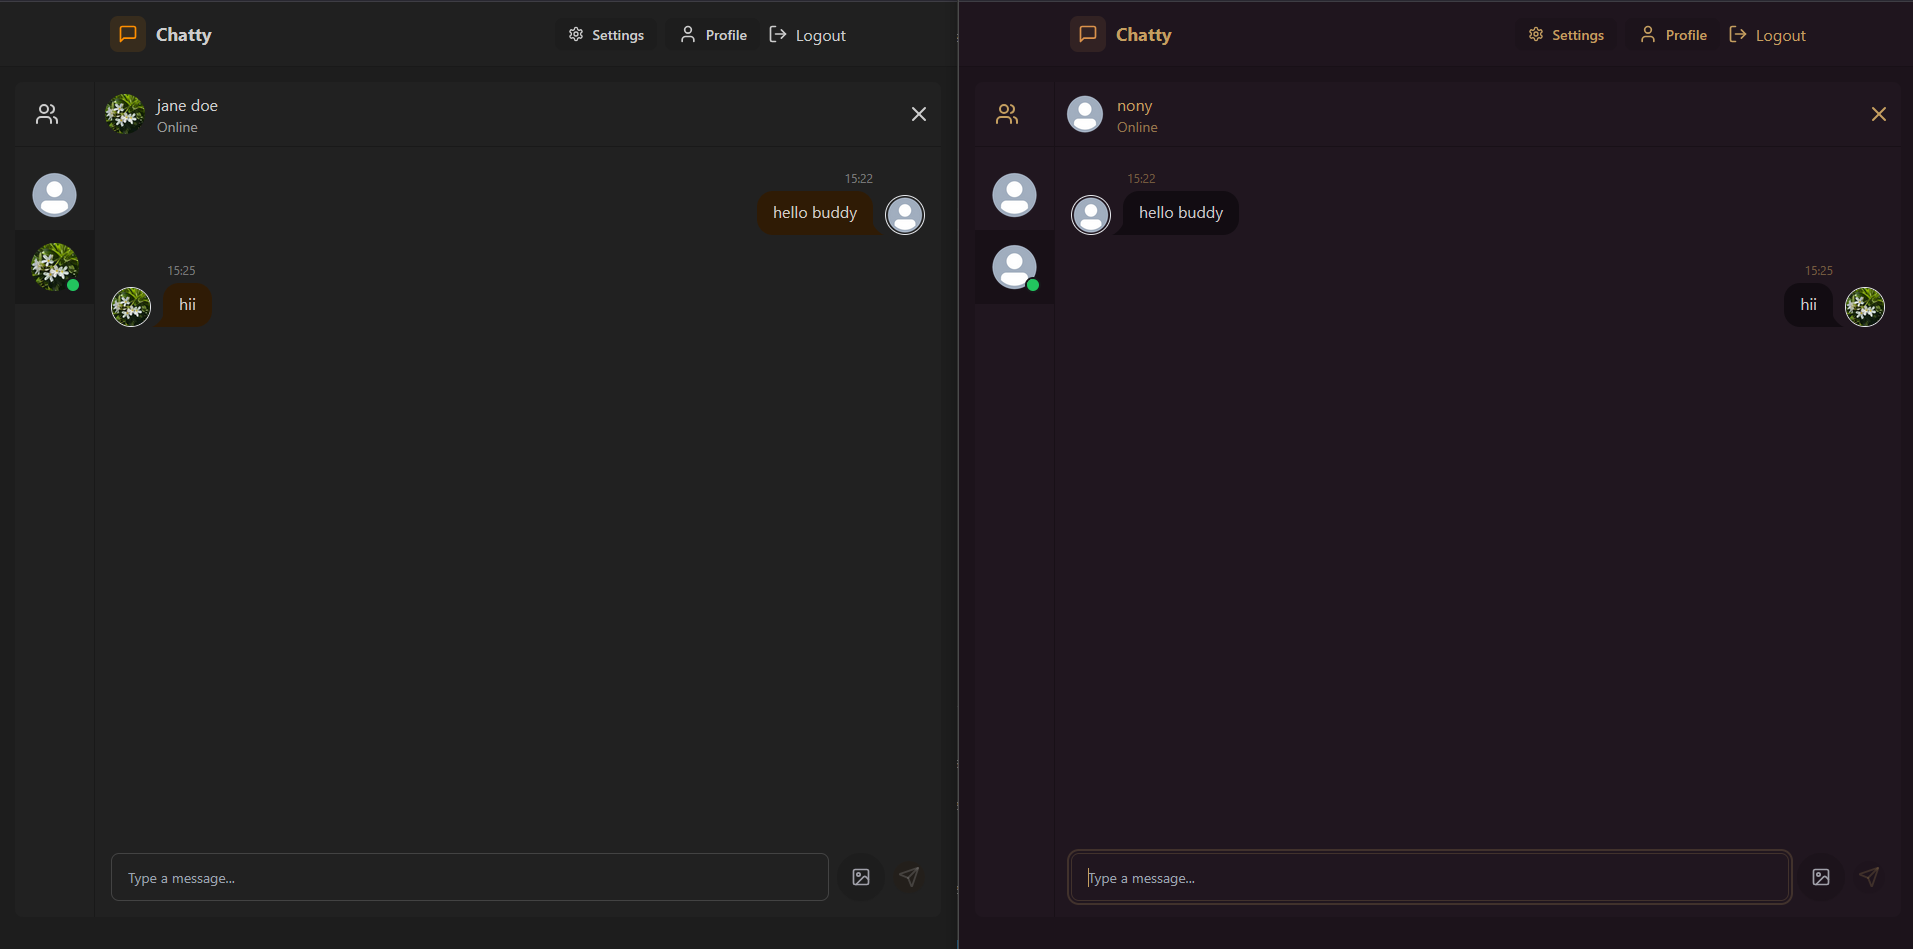 Chatty
Settings Profile Logout
jane doe
Online
15:22
hello buddy
15:25
hii
Type a message...
Chatty
Settings Profile Logout
nony
Online
15:22
hello buddy
15:25
hii
Type a message...